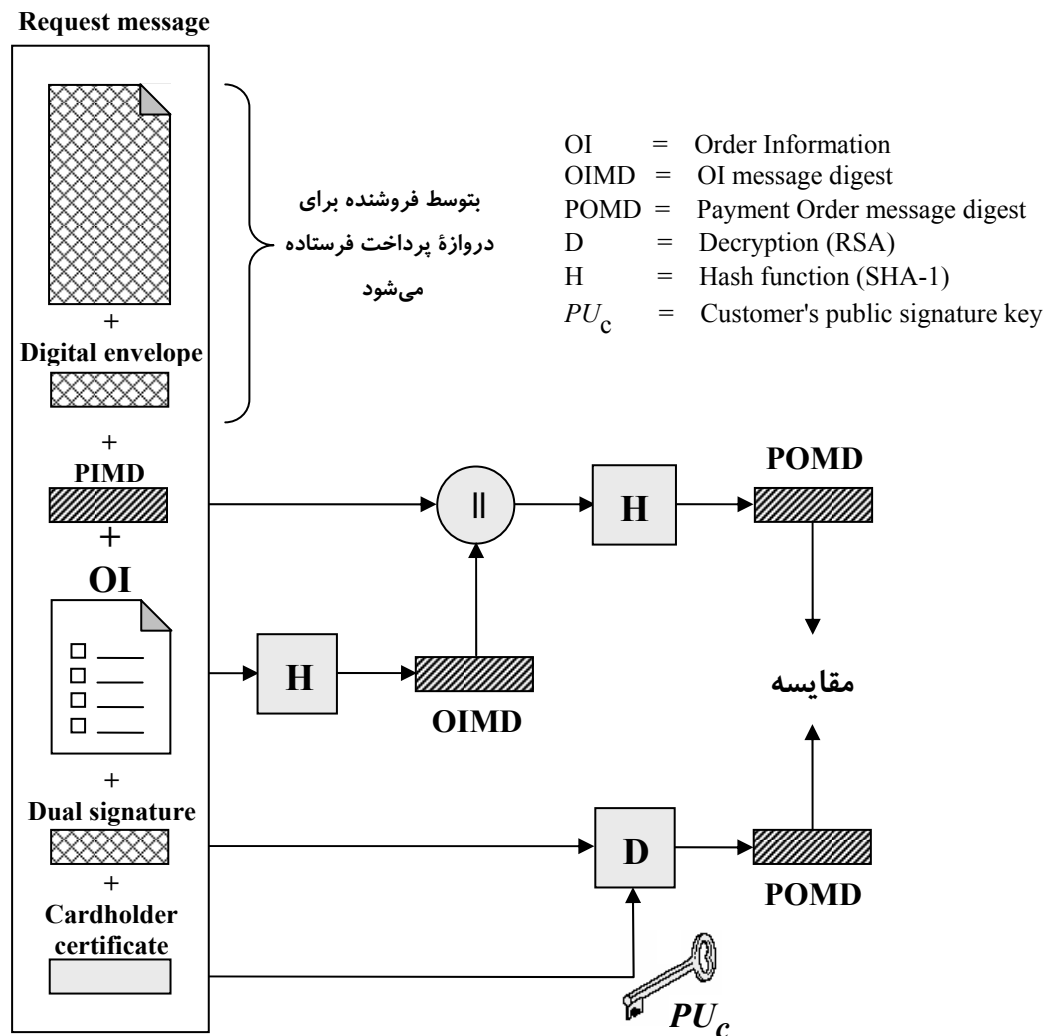 Request message
بتوسط فروشنده برای
دروازهٔ پرداخت فرستاده
می‌شود
OI = Order Information
OIMD = OI message digest
POMD = Payment Order message digest
D = Decryption (RSA)
H = Hash function (SHA-1)
PUc = Customer's public signature key
+
Digital envelope
+
PIMD
+
OI
||
H
POMD
H
OIMD
مقایسه
+
Dual signature
+
Cardholder
certificate
D
POMD
PUc